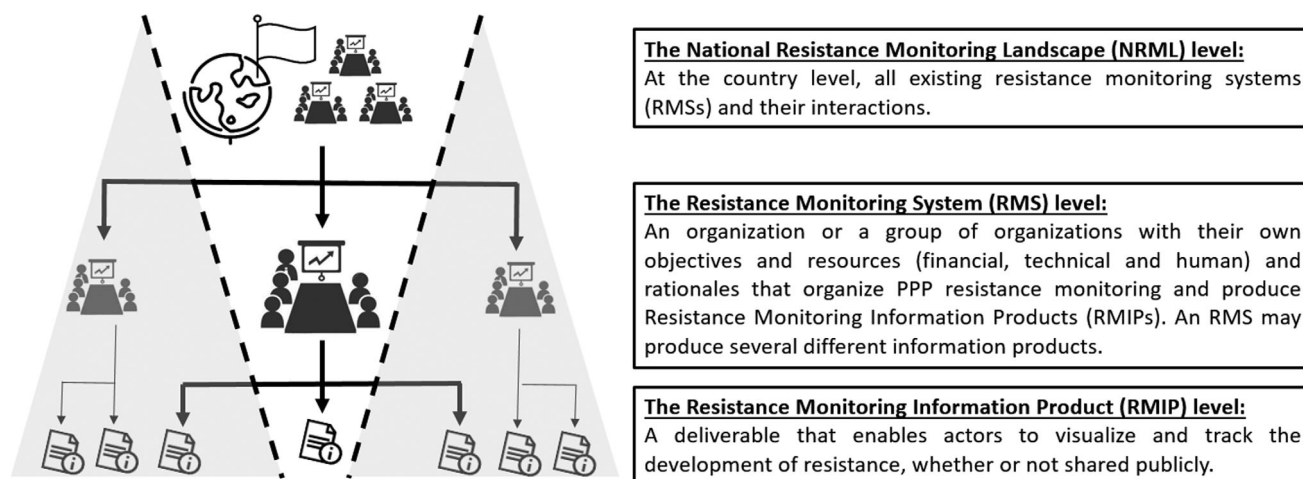 The National Resistance Monitoring Landscape (NRML) level:
At the country level, all existing resistance monitoring systems
(RMSs) and their interactions.
The Resistance Monitoring System (RMS) level:
An organization or a group of organizations with their own
objectives and resources (financial, technical and human) and
rationales that organize PPP resistance monitoring and produce
Resistance Monitoring Information Products (RMIPs). An RMS may
produce several different information products.
The Resistance Monitoring Information Product (RMIP) level:
A deliverable that enables actors to visualize and track the
development of resistance, whether or not shared publicly.